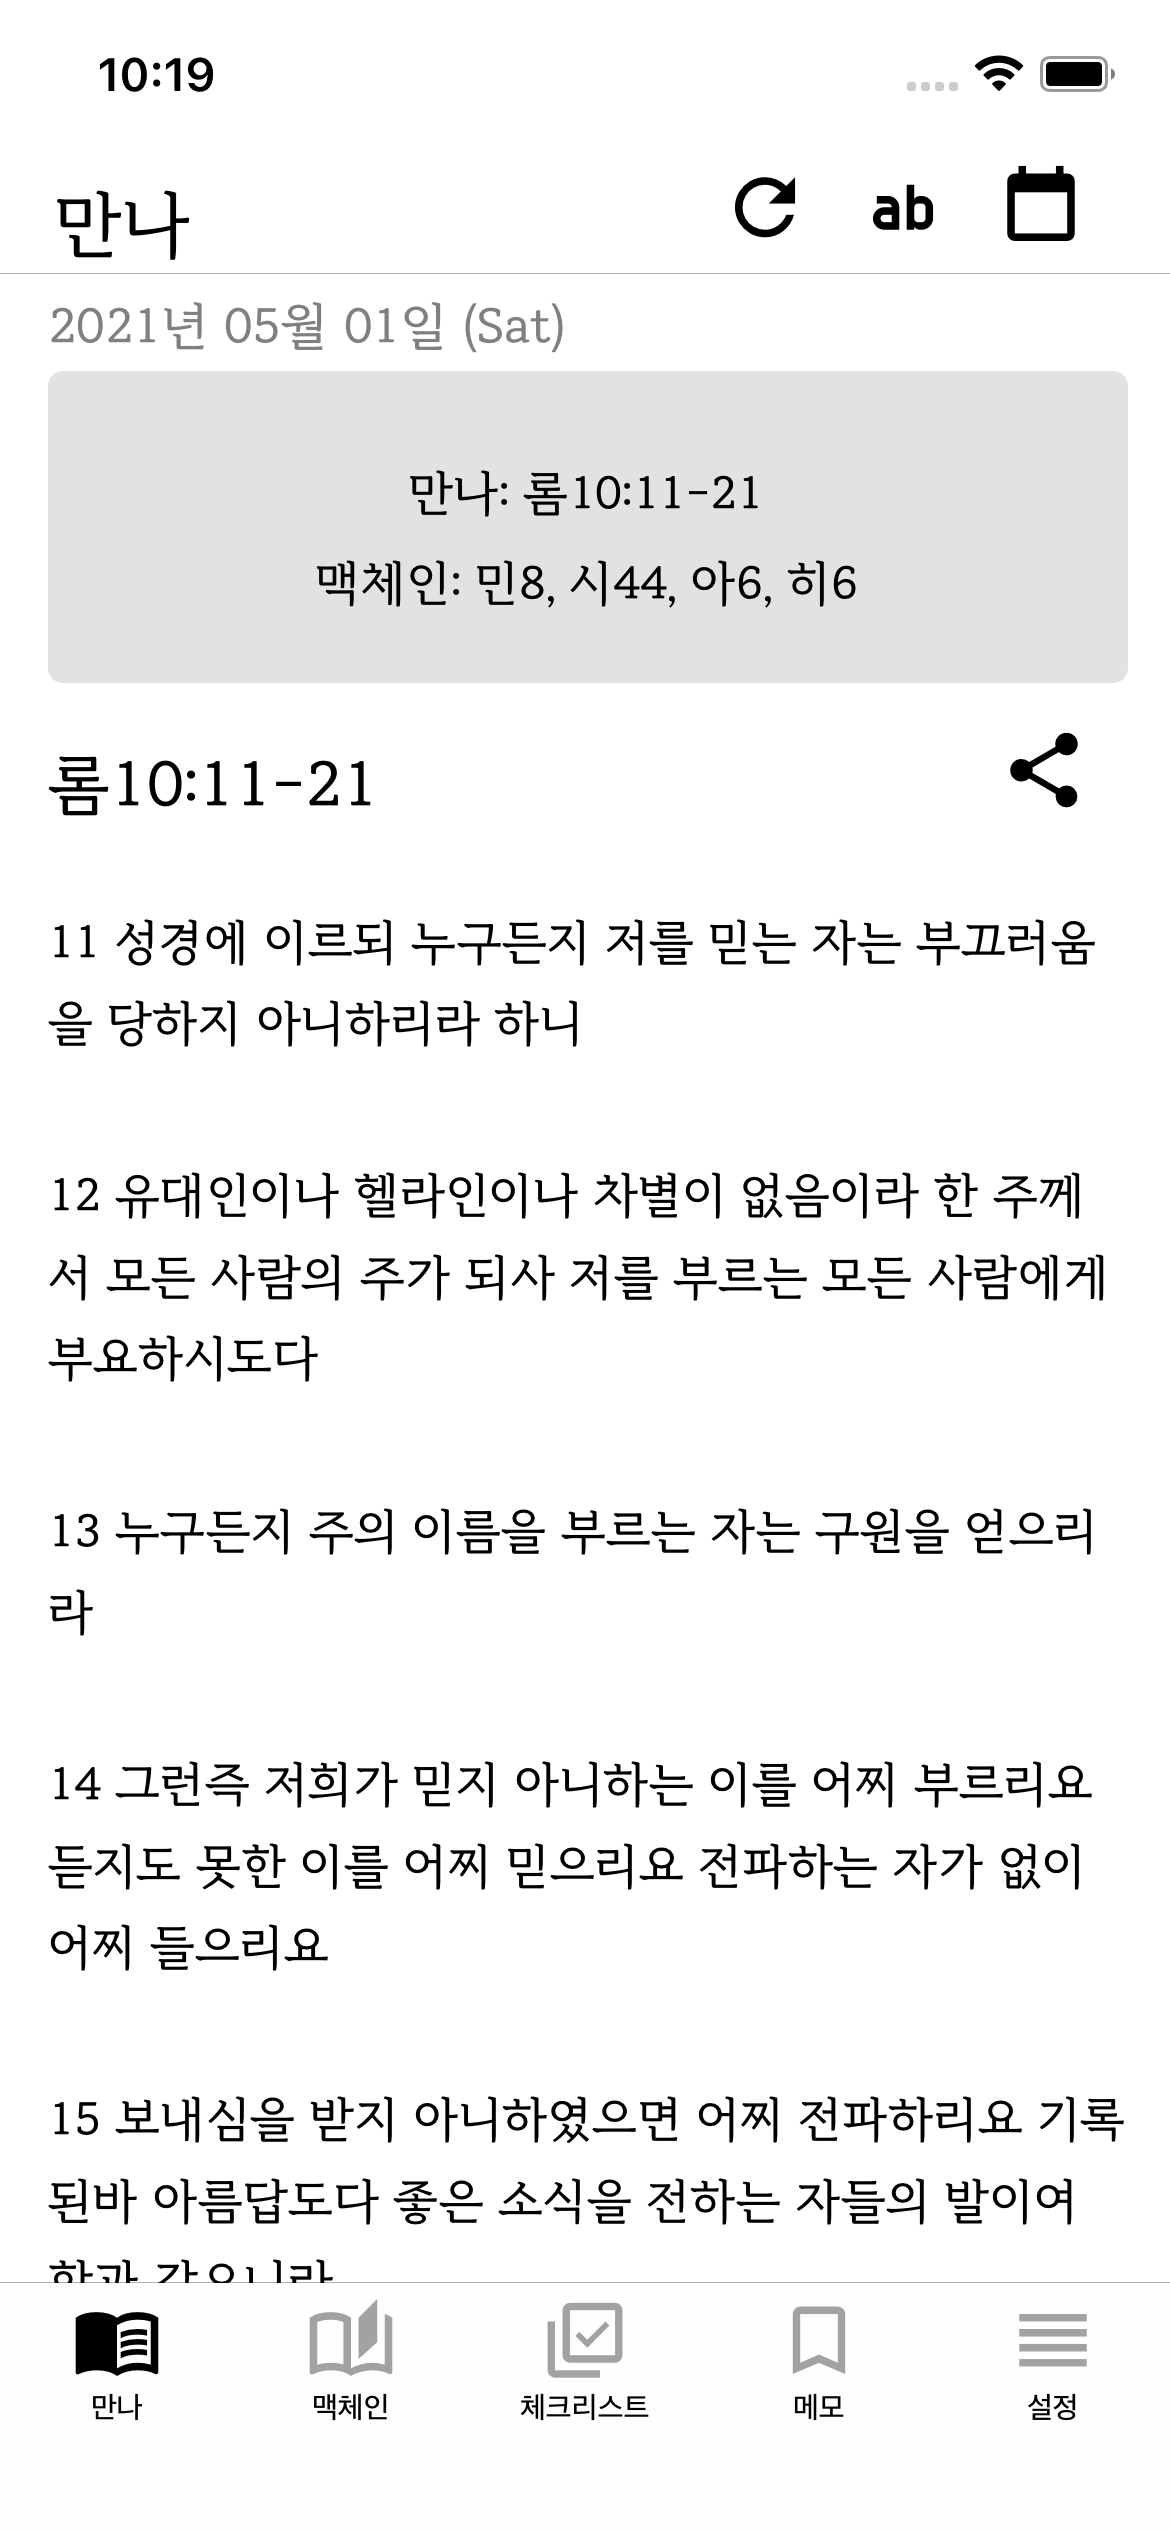 10:19
만나
ab
2021년 05월 01일 (Sat)
만나: 롬10:11-21
맥체인: 민8, 시44, 아6, 히6
롬10:11-21
11 성경에 이르되 누구든지 저를 믿는 자는 부끄러움
을 당하지 아니하리라 하니
12 유대인이나 헬라인이나 차별이 없음이라 한 주께
서 모든 사람의 주가 되사 저를 부르는 모든 사람에게
부요하시도다
13 누구든지 주의 이름을 부르는 자는 구원을 얻으리
라
14 그런즉 저희가 믿지 아니하는 이를 어찌 부르리요
듣지도 못한 이를 어찌 믿으리요 전파하는 자가 없이
어찌 들으리요
15 보내심을 받지 아니하였으면 어찌 전파하리요 기록
된바 아름답도다 좋은 소식을 전하는 자들의 발이여
함과 같으니라
만나
맥체인
체크리스트
메모
설정